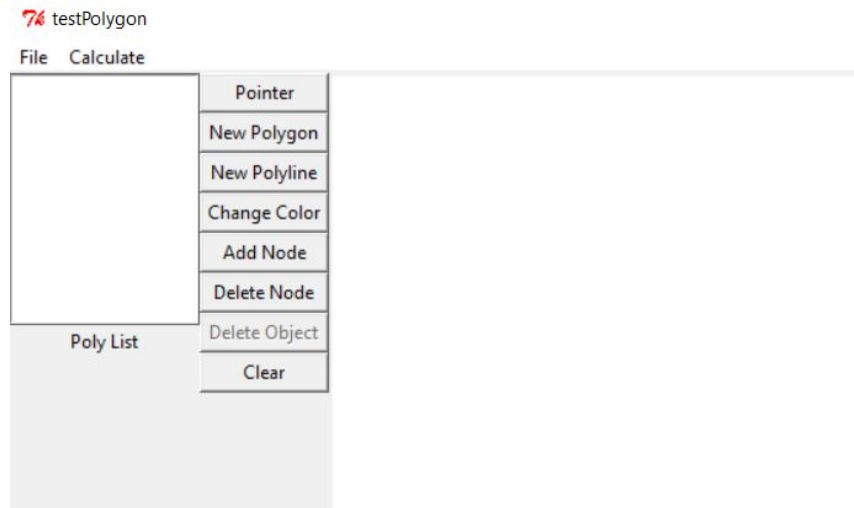 testPolygon
File Calculate
Pointer
New Polygon
New Polyline
Change Color
Add Node
Delete Node
Delete Object
Clear
Poly List